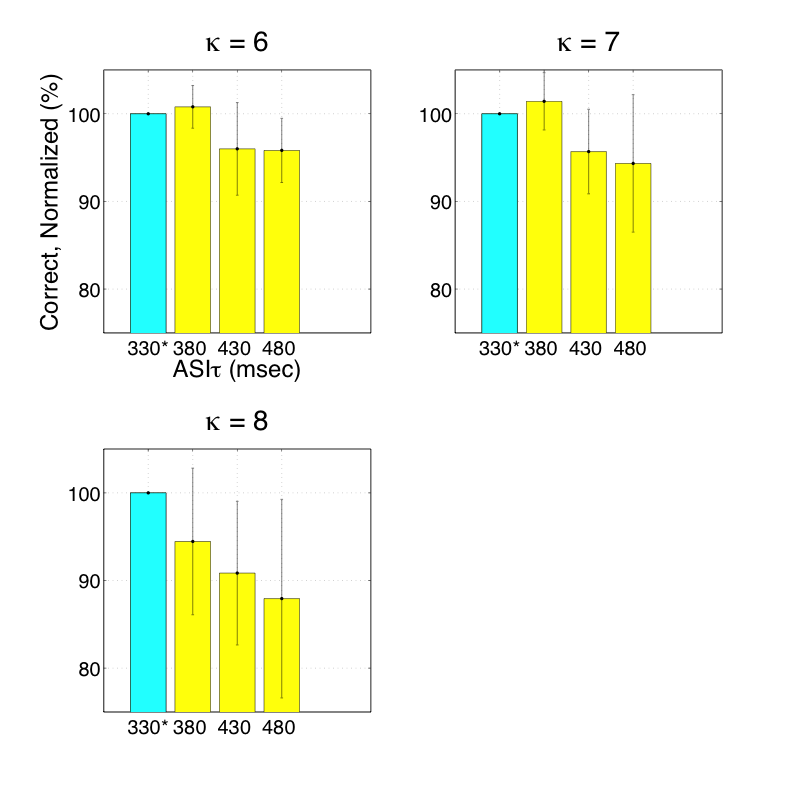 κ = 6
κ = 7
Correct, Normalized (%)
100
90
80
330* 380 430 480
ASIτ (msec)
100
90
80
330* 380 430 480
κ = 8
100
90
80
330* 380 430 480